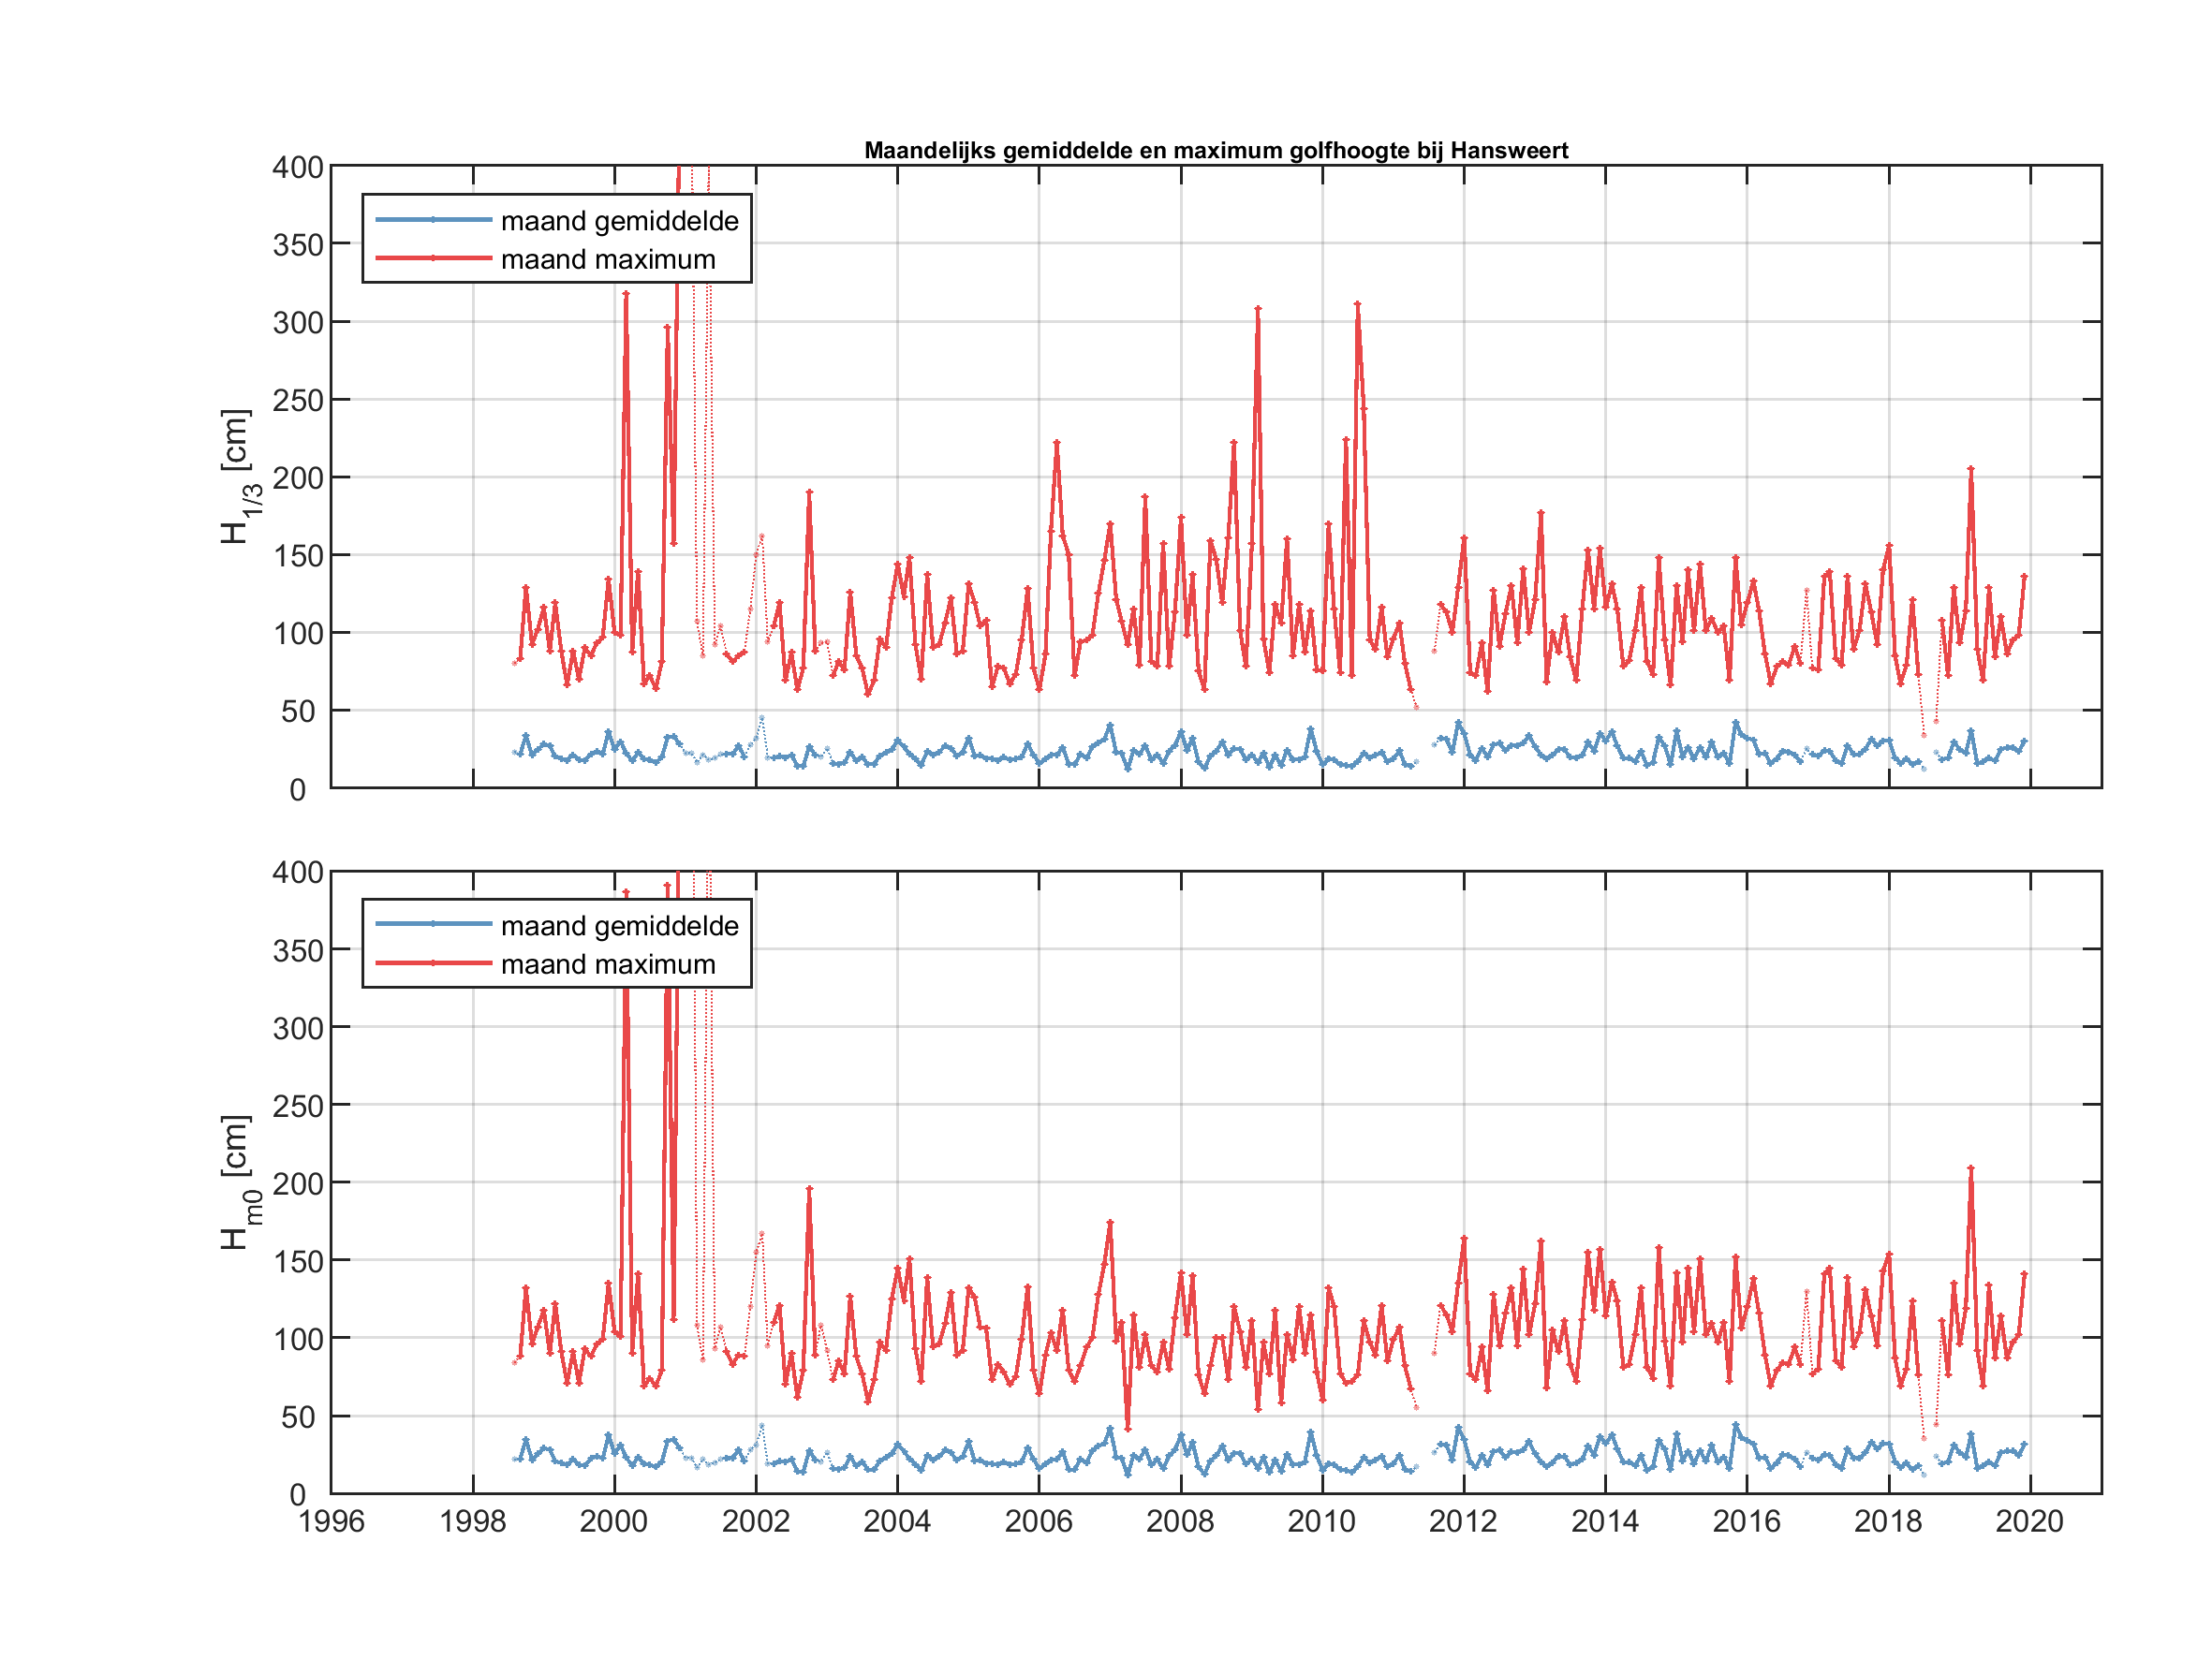 Maandelijks gemiddelde en maximum golfhoogte bij Hansweert
400
350
300
250
200
150
100
50
0
H1/3 [cm]
maand gemiddelde
maand maximum
400
350
300
250
200
150
100
50
0
Hm0 [cm]
maand gemiddelde
maand maximum
1996 1998 2000 2002 2004 2006 2008 2010 2012 2014 2016 2018 2020